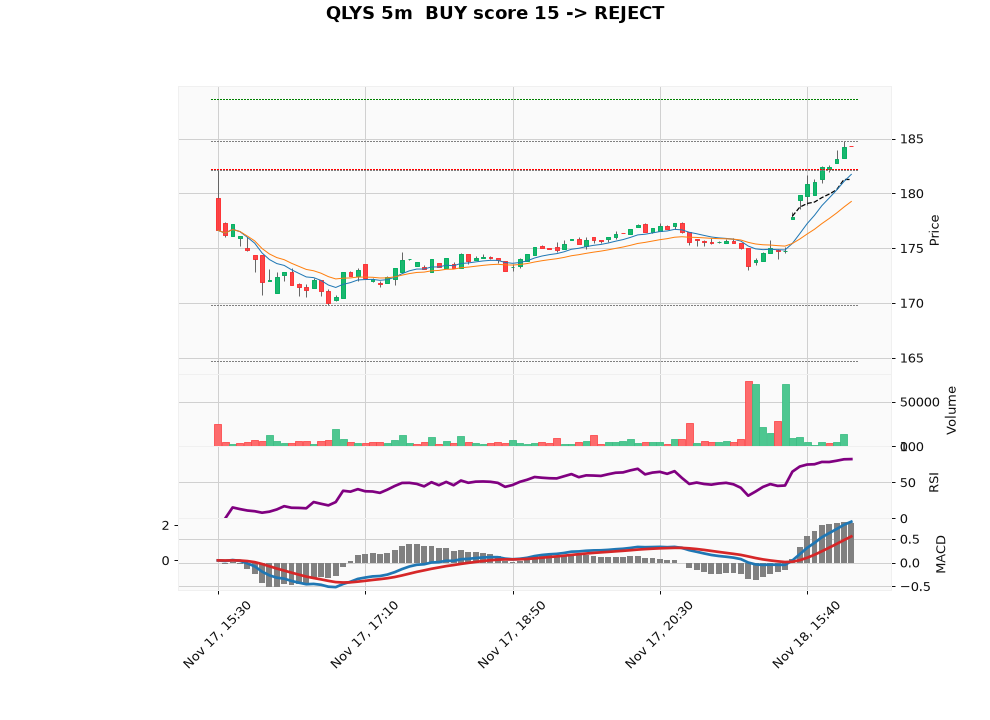 QLYS 5m BUY score 15 -> REJECT
185
180
175
170
165
Price
50000
0
Volume
100
50
0
RSI
2
0
0.5
0.0
−0.5
MACD
Nov 17, 15:30
Nov 17, 17:10
Nov 17, 18:50
Nov 17, 20:30
Nov 18, 15:40